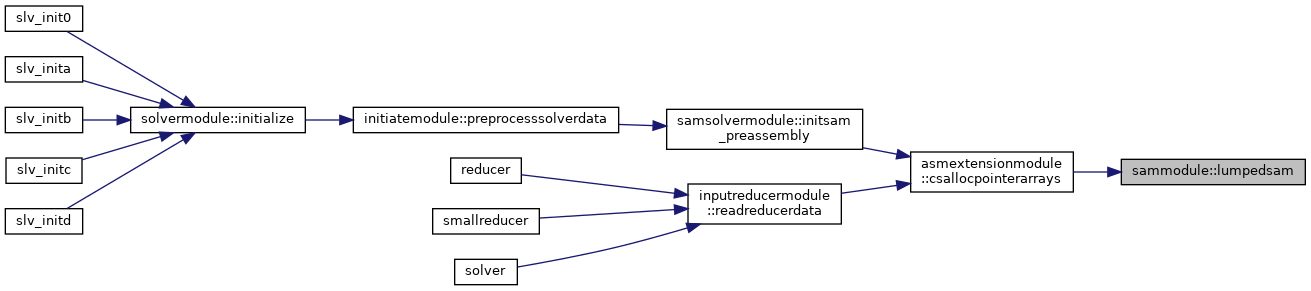 slv_init0
slv_inita
slv_initb
slv_initc
slv_initd
solvermodule::initialize
initiatemodule::preprocesssolverdata
reducer
smallreducer
solver
samsolvermodule::initsam
_preassembly
inputreducermodule
::readreducerdata
asmextensionmodule
::csallocpointerarrays
sammodule::lumpedsam